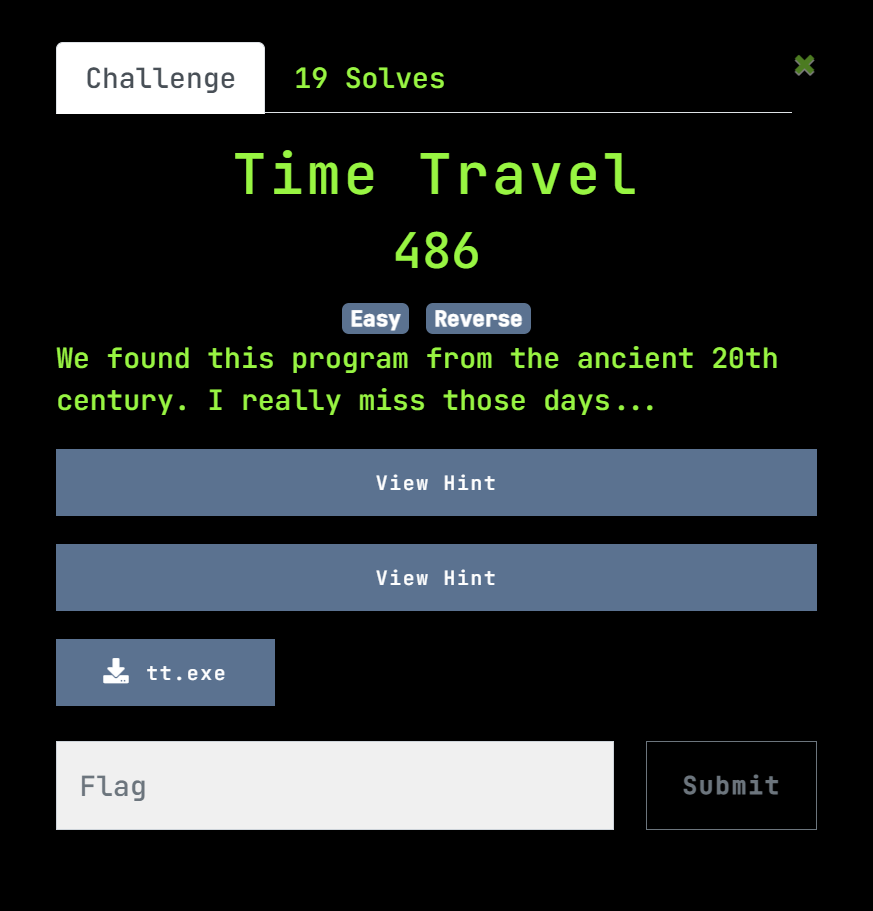 Challenge
19 Solves
Time Travel
486
Easy Reverse
We found this program from the ancient 20th
century. I really miss those days...
View Hint
View Hint
tt.exe
Flag
Submit